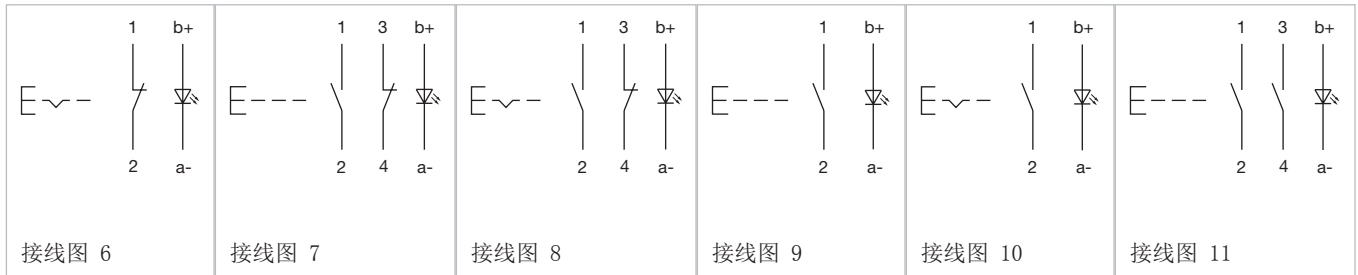 1 b+
2 a-
接线图 6
1 3 b+
2 4 a-
接线图 7
1 3 b+
2 4 a-
接线图 8
1 b+
2 a-
接线图 9
1 b+
2 a-
接线图 10
1 3 b+
2 4 a-
接线图 11